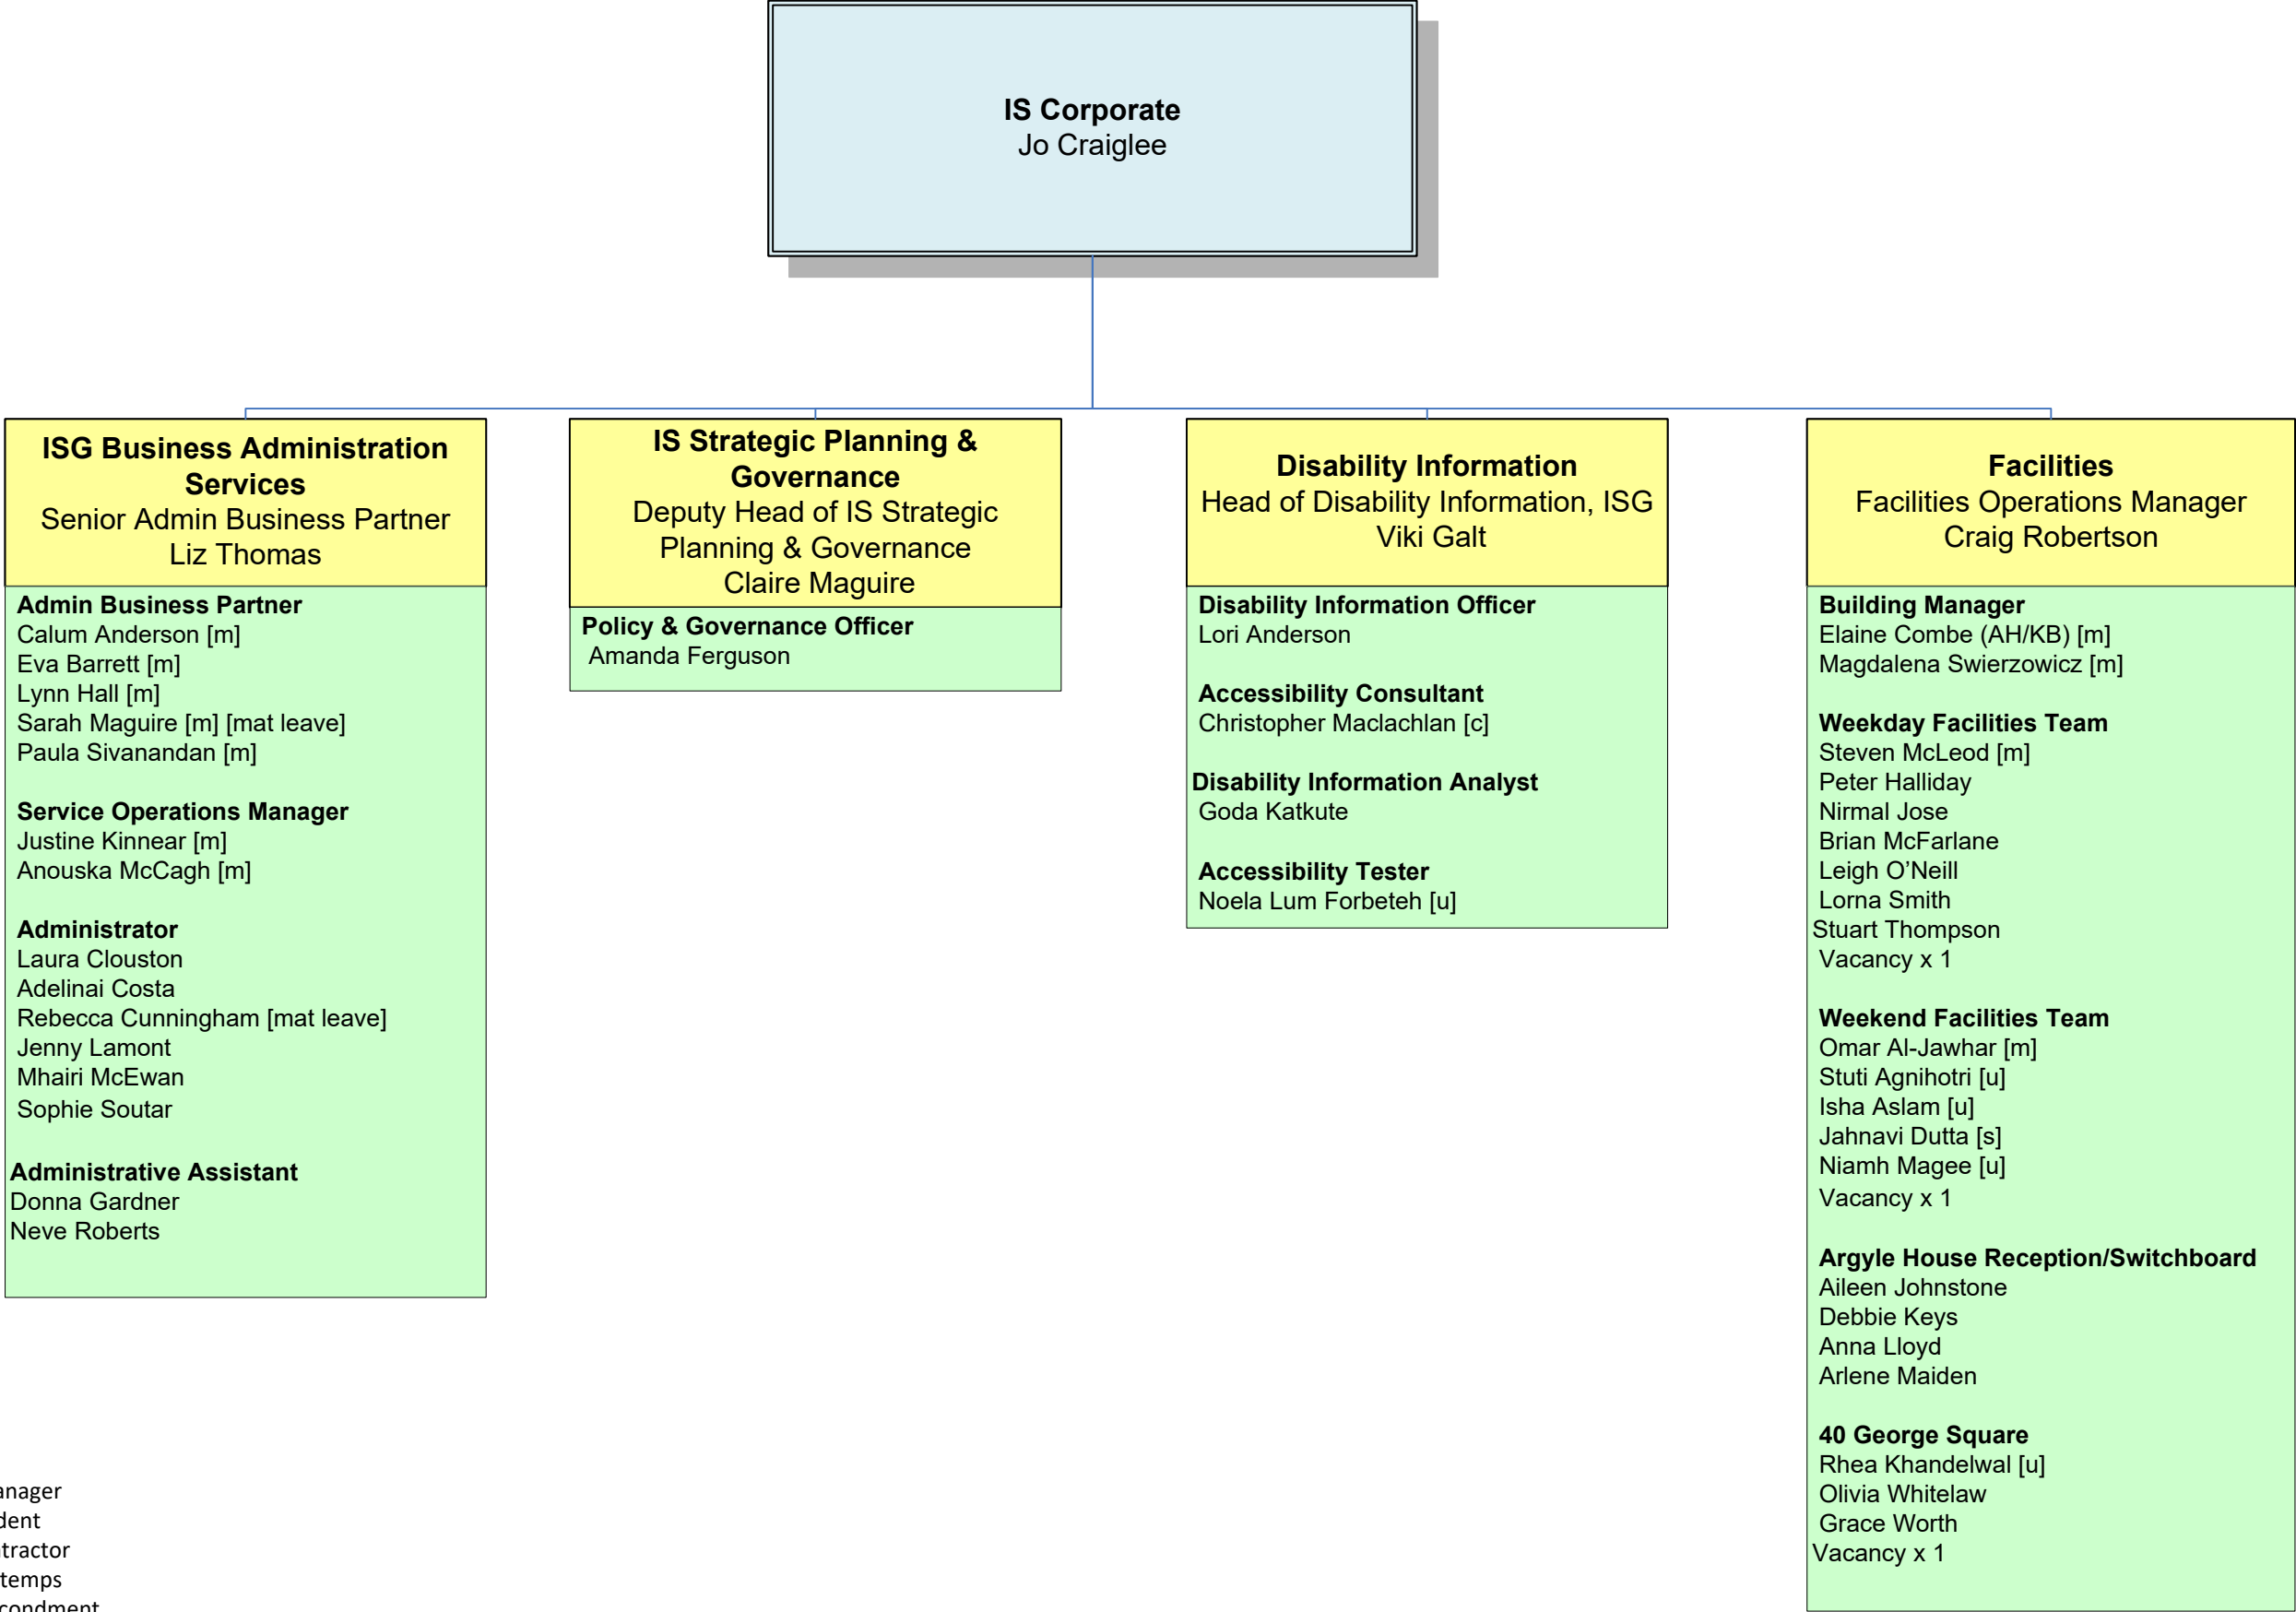 IS Corporate
Jo Craiglee
ISG Business Administration
Services
Senior Admin Business Partner
Liz Thomas
Admin Business Partner
Calum Anderson [m]
Eva Barrett [m]
Lynn Hall [m]
Sarah Maguire [m] [mat leave]
Paula Sivanandan [m]
Service Operations Manager
Justine Kinnear [m]
Anouska McCagh [m]
Administrator
Laura Clouston
Adelinai Costa
Rebecca Cunningham [mat leave]
Jenny Lamont
Mhairi McEwan
Sophie Soutar
Administrative Assistant
Donna Gardner
Neve Roberts
IS Strategic Planning &
Governance
Deputy Head of IS Strategic
Planning & Governance
Claire Maguire
Policy & Governance Officer
Amanda Ferguson
Disability Information
Head of Disability Information, ISG
Viki Galt
Disability Information Officer
Lori Anderson
Accessibility Consultant
Christopher Maclachlan [c]
Disability Information Analyst
Goda Katkute
Accessibility Tester
Noela Lum Forbeteh [u]
Facilities
Facilities Operations Manager
Craig Robertson
Building Manager
Elaine Combe (AH/KB) [m]
Magdalena Swierzowicz [m]
Weekday Facilities Team
Steven McLeod [m]
Peter Halliday
Nirmal Jose
Brian McFarlane
Leigh O’Neill
Lorna Smith
Stuart Thompson
Vacancy x 1
Weekend Facilities Team
Omar Al-Jawhar [m]
Stuti Agnihotri [u]
Isha Aslam [u]
Jahnavi Dutta [s]
Niamh Magee [u]
Vacancy x 1
Argyle House Reception/Switchboard
Aileen Johnstone
Debbie Keys
Anna Lloyd
Arlene Maiden
40 George Square
Rhea Khandelwal [u]
Olivia Whitelaw
Grace Worth
Vacancy x 1
temps